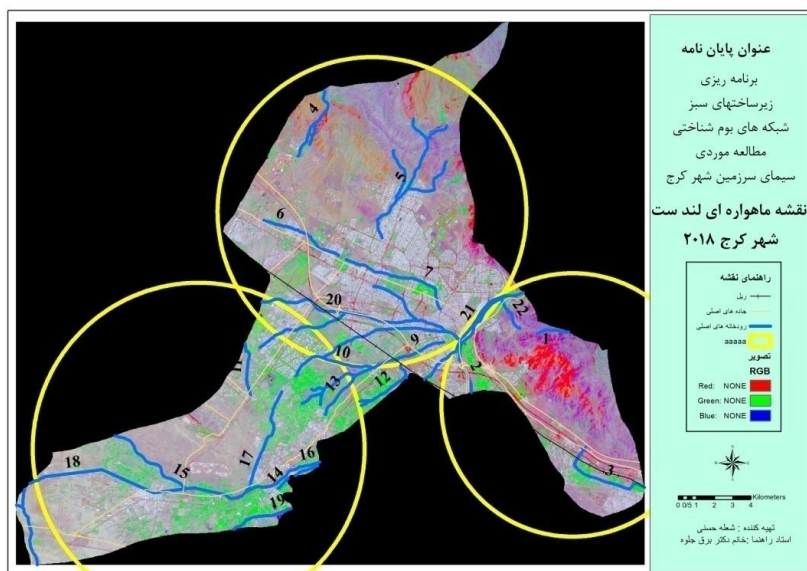 عنوان پایان نامه
برنامه ریزی
زیرساختهای سبز
شبکه های بوم شناختی
مطالعه موردی
سیمای سرزمین شهر کرج
نقشه ماهواره ای لند ست
شهر کرج ۲۰۱۸
راهنمای نقشه
ریل
جاده های اصلی
رودخانه های اصلی
aaaaa
تصویر
RGB
Red: NONE
Green: NONE
Blue: NONE
0 0/5 1 2 3 4 Kilometers
تهیه کننده : شعله حسنی
استاد راهنما :خانم دکتر برق جلوه
4
5
6
7
20
21
22
1
9
10
2
13
12
11
3
16
17
18
15
14
19